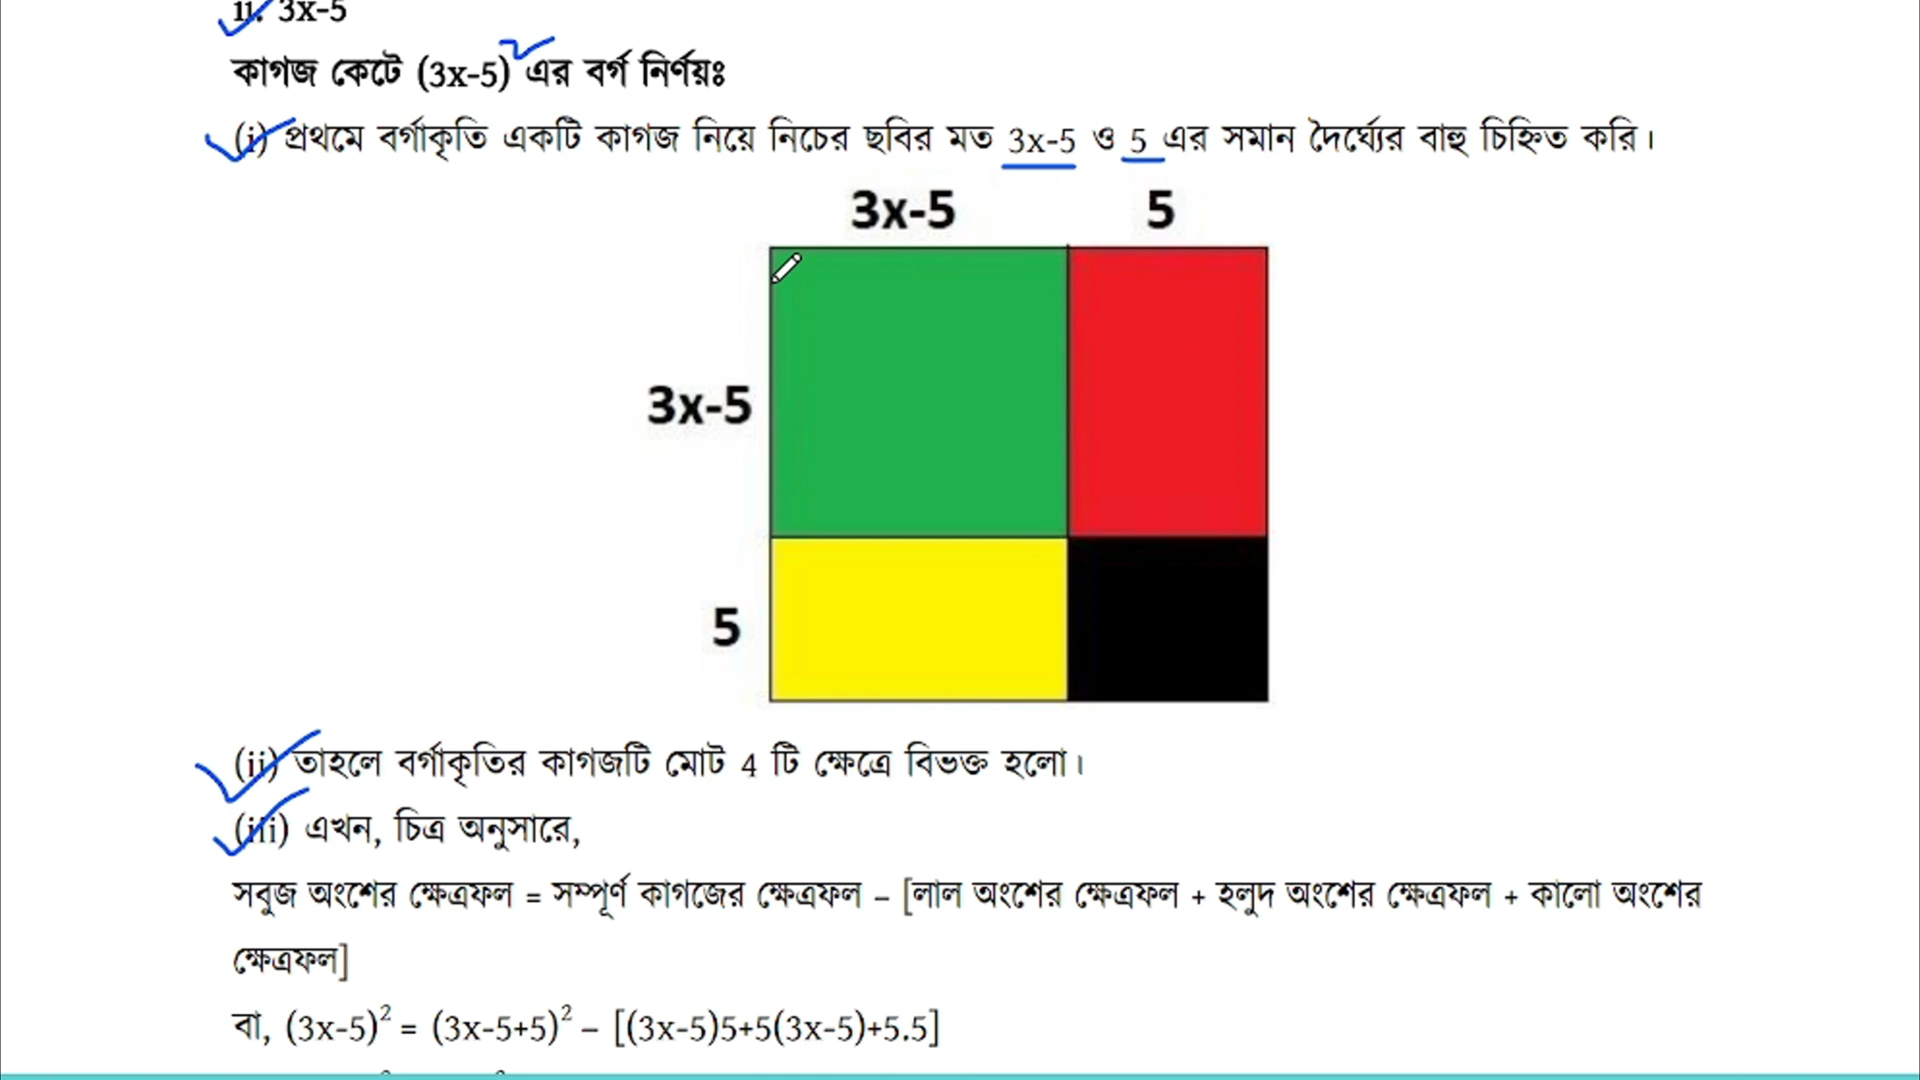 ii. 3x-5
কাগজ কেটে (3x-5) এর বর্গ নির্ণয়ঃ
(i) প্রথমে বর্গাকৃতি একটি কাগজ নিয়ে নিচের ছবির মত 3x-5 ও 5 এর সমান দৈর্ঘ্যের বাহু চিহ্নিত করি।
3x-5 5
3x-5
5
(ii) তাহলে বর্গাকৃতির কাগজটি মোট 4 টি ক্ষেত্রে বিভক্ত হলো।
(iii) এখন, চিত্র অনুসারে,
সবুজ অংশের ক্ষেত্রফল = সম্পূর্ণ কাগজের ক্ষেত্রফল – [লাল অংশের ক্ষেত্রফল + হলুদ অংশের ক্ষেত্রফল + কালো অংশের
ক্ষেত্রফল]
বা, (3x-5)² = (3x-5+5)² – [(3x-5)5+5(3x-5)+5.5]